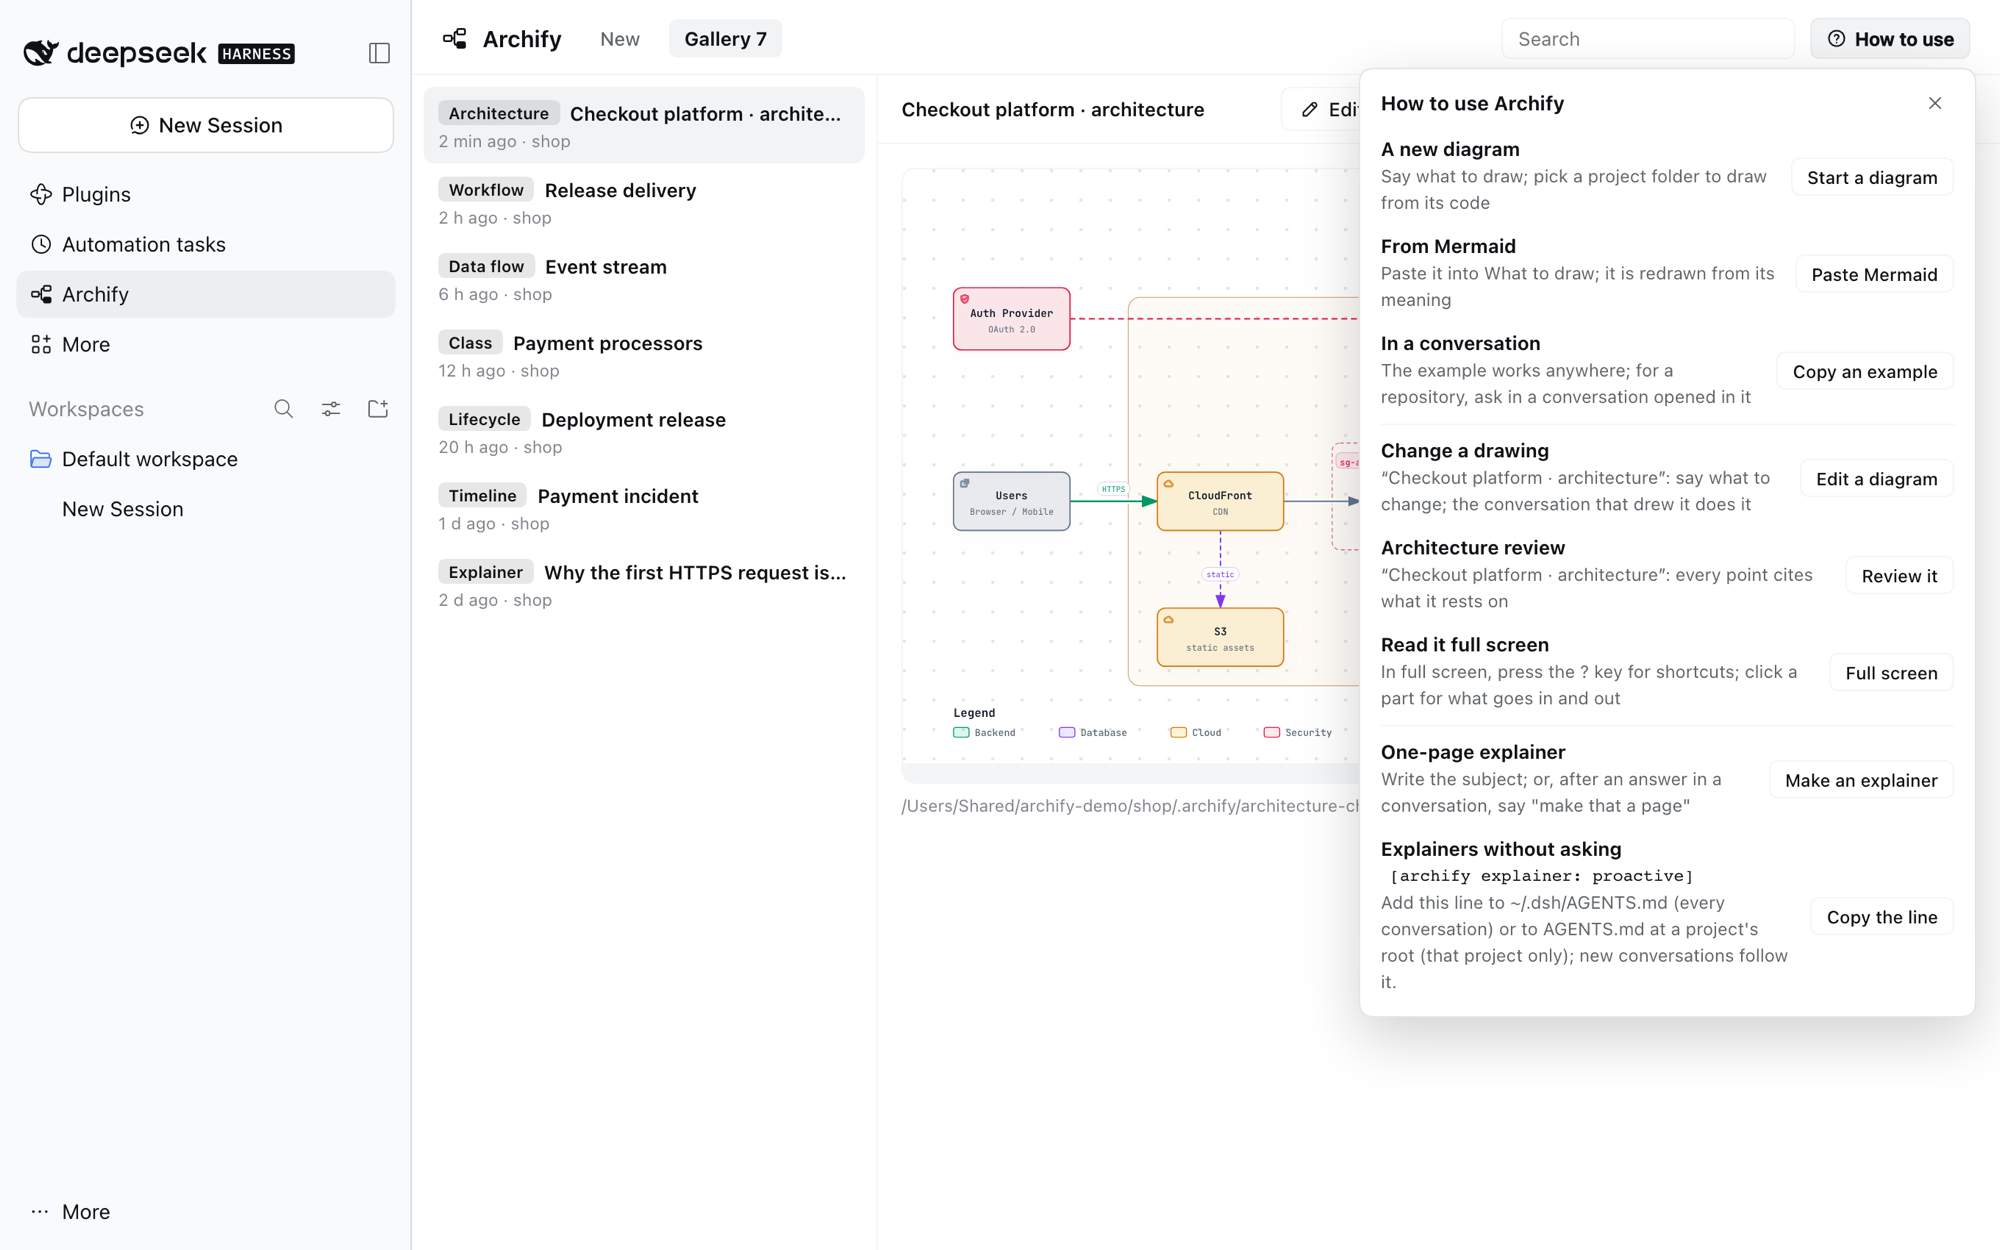 deepseek HARNESS
New Session
Plugins
Automation tasks
Archify
More
Workspaces
Default workspace
New Session
More
Archify
New
Gallery 7
Search
How to use
Architecture Checkout platform · archite...
2 min ago · shop
Workflow Release delivery
2 h ago · shop
Data flow Event stream
6 h ago · shop
Class Payment processors
12 h ago · shop
Lifecycle Deployment release
20 h ago · shop
Timeline Payment incident
1 d ago · shop
Explainer Why the first HTTPS request is...
2 d ago · shop
Checkout platform · architecture
Auth Provider
OAuth 2.0
Users
Browser / Mobile
HTTPS
CloudFront
CDN
static
S3
static assets
Legend
Backend
Database
Cloud
Security
/Users/Shared/archify-demo/shop/.archify/architecture-
How to use Archify
A new diagram
Say what to draw; pick a project folder to draw
from its code
Start a diagram
From Mermaid
Paste it into What to draw; it is redrawn from its
meaning
Paste Mermaid
In a conversation
The example works anywhere; for a
repository, ask in a conversation opened in it
Copy an example
Change a drawing
“Checkout platform · architecture”: say what to
change; the conversation that drew it does it
Edit a diagram
Architecture review
“Checkout platform · architecture”: every point cites
what it rests on
Review it
Read it full screen
In full screen, press the ? key for shortcuts; click a
part for what goes in and out
Full screen
One-page explainer
Write the subject; or, after an answer in a
conversation, say "make that a page"
Make an explainer
Explainers without asking
[archify explainer: proactive]
Add this line to ~/.dsh/AGENTS.md (every
conversation) or to AGENTS.md at a project's
root (that project only); new conversations follow
it.
Copy the line